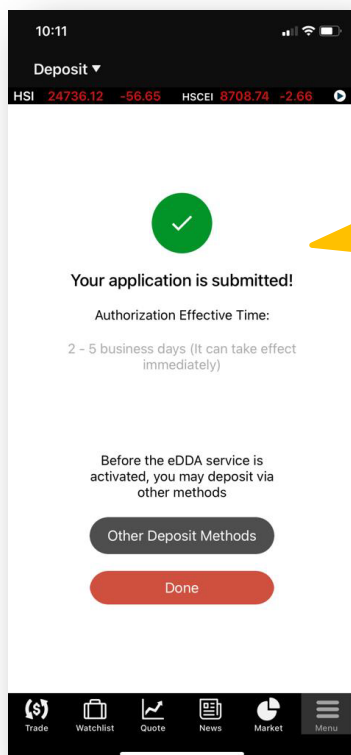 10:11
Deposit ▼
HSI 24736.12 -56.65 HSCEI 8708.74 -2.66
Your application is submitted!
Authorization Effective Time:
2 - 5 business days (It can take effect
immediately)
Before the eDDA service is
activated, you may deposit via
other methods
Other Deposit Methods
Done
Trade Watchlist Quote News Market Menu